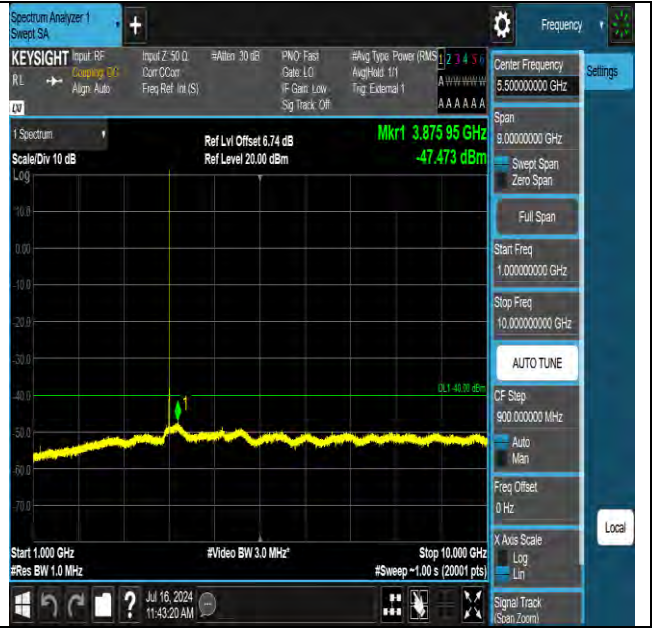 Spectrum Analyzer 1
Swept SA
+
Frequency
KEYSIGHT
Input: RF
Input Z: 50 Ω
#Atten: 30 dB
PNO: Fast
#Avg Type: Power (RMS
1 2 3 4 5 6
RL
Coupling: DC
Corr CCorr
Gate: LO
Avg|Hold: 1/1
A W W W W W
Align: Auto
Freq Ref: Int (S)
IF Gain: Low
Trig: External 1
Sig Track: Off
A A A A A A
LXI
Center Frequency
5.500000000 GHz
Settings
1 Spectrum
Scale/Div 10 dB
Ref Lvl Offset 6.74 dB
Ref Level 20.00 dBm
Mkr1 3.875 95 GHz
-47.473 dBm
Log
10.0
0.00
-10.0
-20.0
-30.0
-40.0
-50.0
-60.0
-70.0
DL1 -40.00 dBm
1
Start 1.000 GHz
#Video BW 3.0 MHz*
Stop 10.000 GHz
#Res BW 1.0 MHz
#Sweep ~1.00 s (20001 pts)
Span
9.00000000 GHz
Swept Span
Zero Span
Full Span
Start Freq
1.000000000 GHz
Stop Freq
10.000000000 GHz
AUTO TUNE
CF Step
900.000000 MHz
Auto
Man
Freq Offset
0 Hz
X Axis Scale
Log
Lin
Local
Signal Track
(Span Zoom)
?
Jul 16, 2024
11:43:20 AM